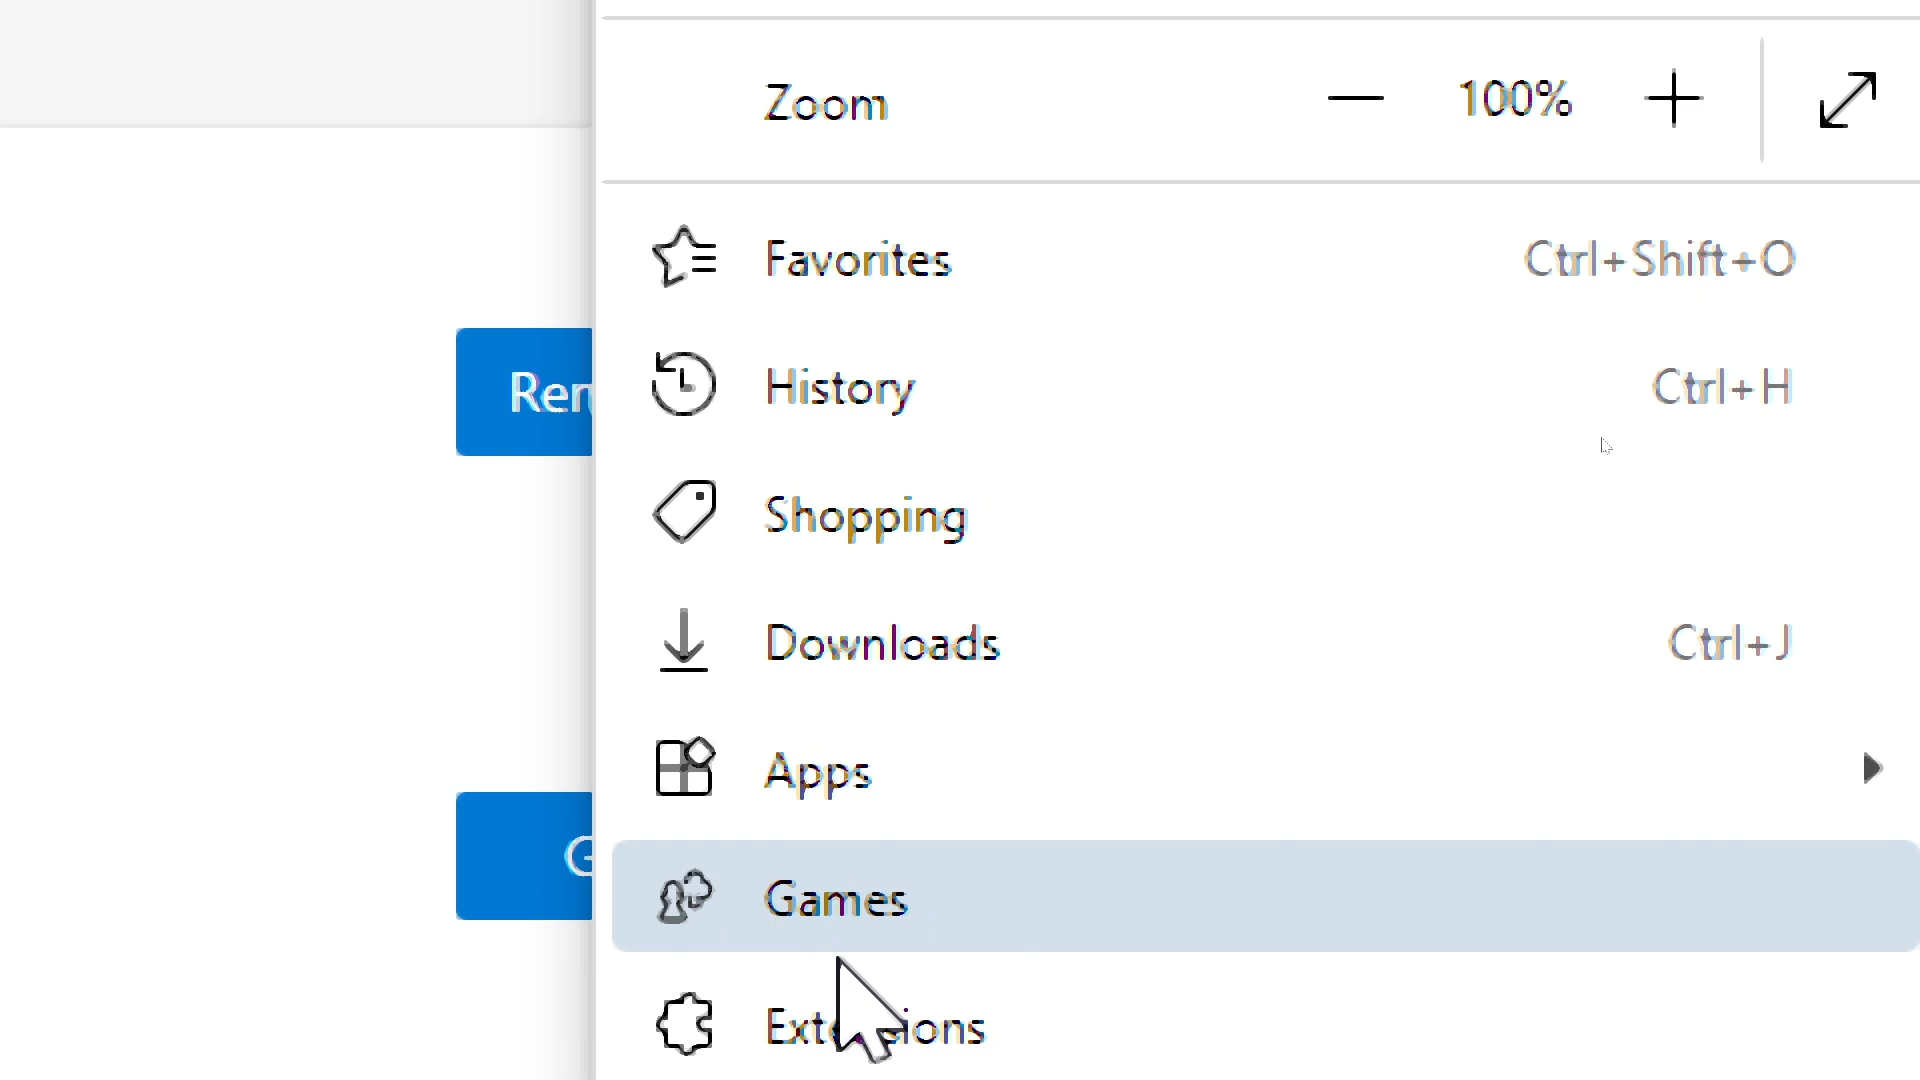 Zoom 100%
Favorites Ctrl+Shift+O
History Ctrl+H
Shopping
Downloads Ctrl+J
Apps
Games